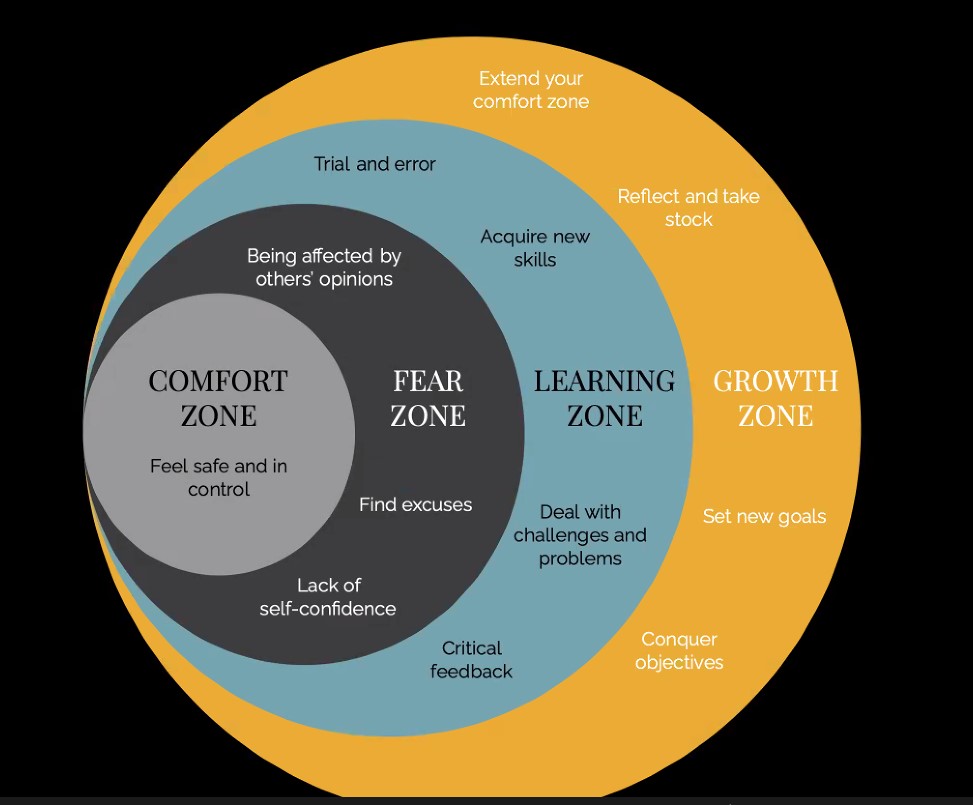 Extend your
comfort zone
Trial and error
Reflect and take
stock
Acquire new
skills
Being affected by
others’ opinions
COMFORT
ZONE
FEAR
ZONE
LEARNING
ZONE
GROWTH
ZONE
Feel safe and in
control
Find excuses
Deal with
challenges and
problems
Set new goals
Lack of
self-confidence
Critical
feedback
Conquer
objectives